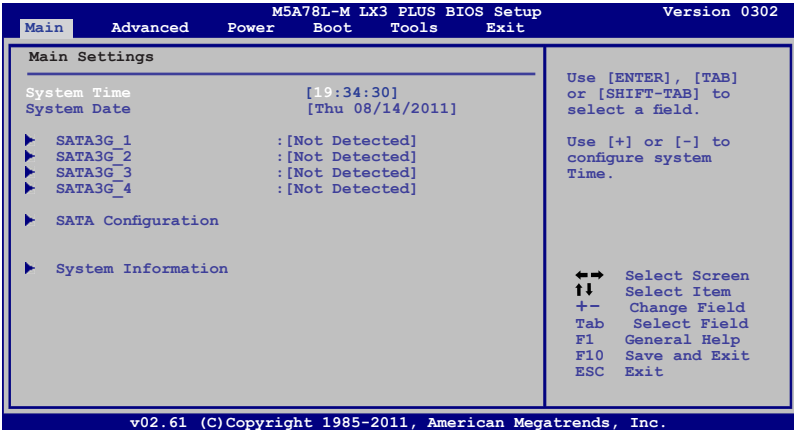 M5A78L-M LX3 PLUS BIOS Setup Version 0302
Main Advanced Power Boot Tools Exit
Main Settings
System Time [19:34:30]
System Date [Thu 08/14/2011]
SATA3G_1 :[Not Detected]
SATA3G_2 :[Not Detected]
SATA3G_3 :[Not Detected]
SATA3G_4 :[Not Detected]
SATA Configuration
System Information
Use [ENTER], [TAB]
or [SHIFT-TAB] to
select a field.
Use [+] or [-] to
configure system
Time.
←→ Select Screen
↑↓ Select Item
+- Change Field
Tab Select Field
F1 General Help
F10 Save and Exit
ESC Exit
v02.61 (C)Copyright 1985-2011, American Megatrends, Inc.